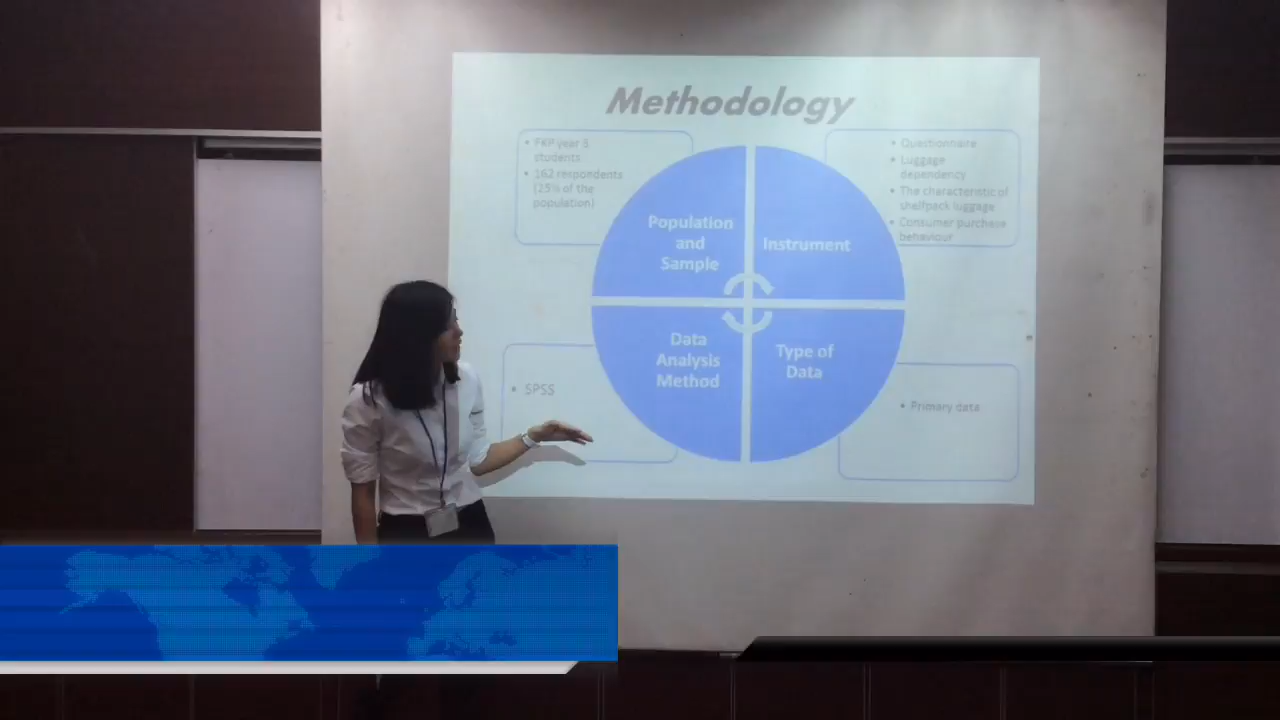 Methodology
• FKP year 3
students
• 162 respondents
(25% of the
population)
Population
and
Sample
Instrument
• Questionnaire
• Luggage
dependency
• The characteristic of
shelfpack luggage
• Consumer purchase
behaviour
Data
Analysis
Method
• SPSS
Type of
Data
• Primary data